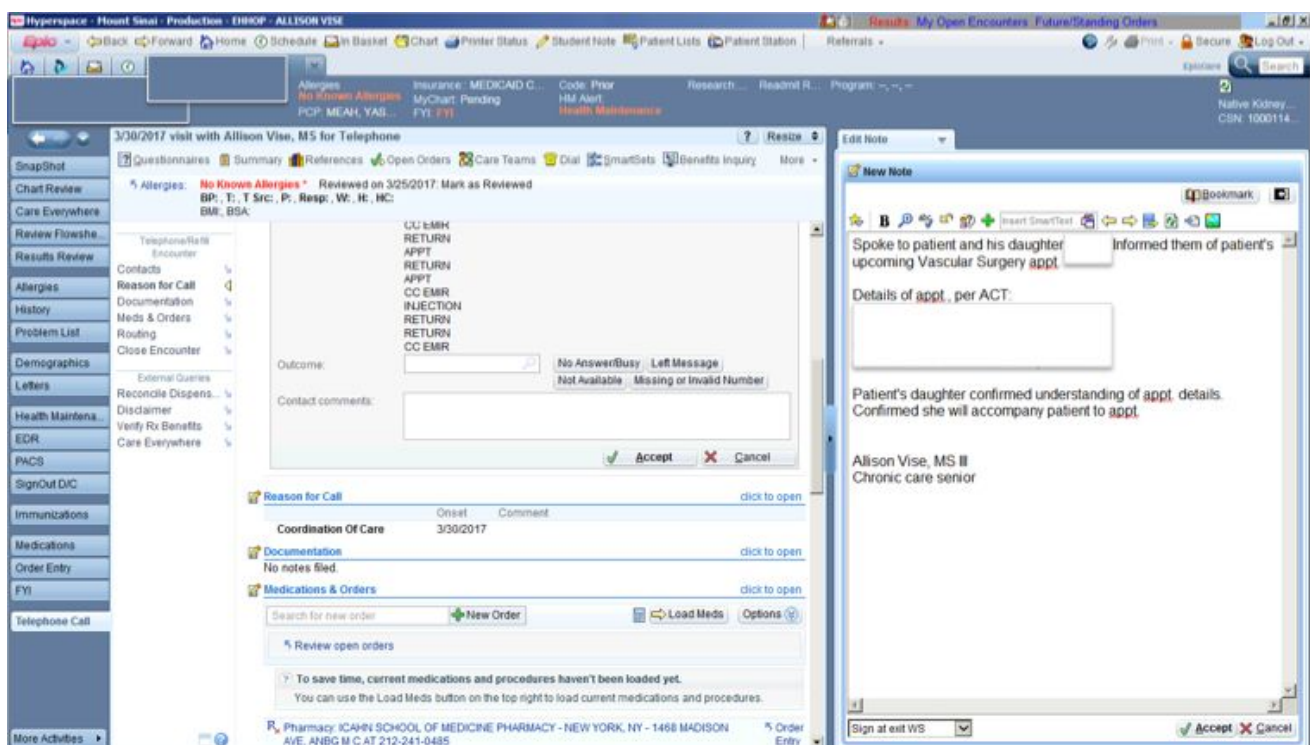 Hyperspace - Mount Sinai - Production - EHHOP - ALLISON VISE
Results My Open Encounters Future/Standing Orders
Epic Back Forward Home Schedule In Basket Chart Printer Status Student Note Patient Lists Patient Station Referrals Print Secure Log Out
EpicCare Search
Allergies Insurance: MEDICAID C... Code: Prior Research... Readmit R... Program: –, –, –
No Known Allergies MyChart: Pending HM Alert
PCP: MEAH, YAS... FYI: FYI Health Maintenance
Native Kidney...
CSN: 1000114...
3/30/2017 visit with Allison Vise, MS for Telephone ? Resize
Questionnaires Summary References Open Orders Care Teams Dial SmartSets Benefits Inquiry More
Allergies: No Known Allergies * Reviewed on 3/25/2017: Mark as Reviewed
BP:, T:, T Src:, P:, Resp:, W:, H:, HC:
BMI:, BSA:
SnapShot
Chart Review
Care Everywhere
Review Flowshe...
Results Review
Allergies
History
Problem List
Demographics
Letters
Health Maintena...
EDR
PACS
SignOut D/C
Immunizations
Medications
Order Entry
FYI
Telephone Call
More Activities
Telephone/Refill
Encounter
Contacts
Reason for Call
Documentation
Meds & Orders
Routing
Close Encounter
External Queries
Reconcile Dispens...
Disclaimer
Verify Rx Benefits
Care Everywhere
CC EMR
RETURN
APPT
RETURN
APPT
CC EMR
INJECTION
RETURN
RETURN
CC EMR
Outcome: No Answer/Busy Left Message
Not Available Missing or Invalid Number
Contact comments:
Accept Cancel
Reason for Call click to open
Onset Comment
Coordination Of Care 3/30/2017
Documentation click to open
No notes filed.
Medications & Orders click to open
Search for new order New Order Load Meds Options
Review open orders
To save time, current medications and procedures haven't been loaded yet.
You can use the Load Meds button on the top right to load current medications and procedures.
Pharmacy: ICAHN SCHOOL OF MEDICINE PHARMACY - NEW YORK, NY - 1468 MADISON
AVE, ANBG M C AT 212-241-0485
Order
Entry
Edit Note
New Note
Bookmark
B Insert SmartText
Spoke to patient and his daughter Informed them of patient's
upcoming Vascular Surgery appt.
Details of appt., per ACT:
Patient's daughter confirmed understanding of appt. details.
Confirmed she will accompany patient to appt.
Allison Vise, MS III
Chronic care senior
Sign at exit WS Accept Cancel